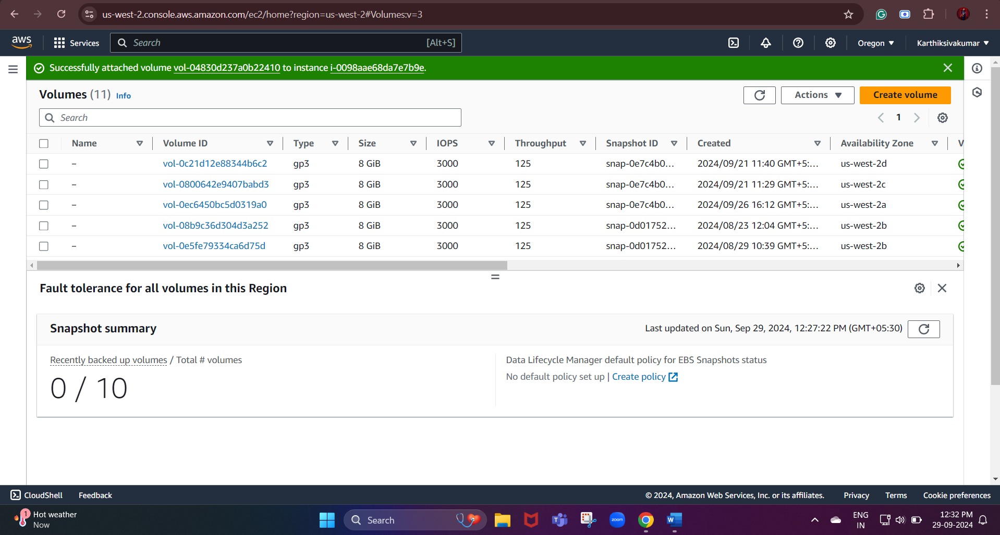 us-west-2.console.aws.amazon.com/ec2/home?region=us-west-2#Volumes:v=3
aws Services Search [Alt+S] Oregon Karthiksivakumar
Successfully attached volume vol-04830d237a0b22410 to instance i-0098aae68da7e7b9e.
Volumes (11) Info Actions Create volume
Search 1
Name Volume ID Type Size IOPS Throughput Snapshot ID Created Availability Zone V
– vol-0c21d12e88344b6c2 gp3 8 GiB 3000 125 snap-0e7c4b0... 2024/09/21 11:40 GMT+5:... us-west-2d
– vol-0800642e9407babd3 gp3 8 GiB 3000 125 snap-0e7c4b0... 2024/09/21 11:29 GMT+5:... us-west-2c
– vol-0ec6450bc5d0319a0 gp3 8 GiB 3000 125 snap-0e7c4b0... 2024/09/26 16:12 GMT+5:... us-west-2a
– vol-08b9c36d304d3a252 gp3 8 GiB 3000 125 snap-0d01752... 2024/08/23 12:04 GMT+5:... us-west-2b
– vol-0e5fe79334ca6d75d gp3 8 GiB 3000 125 snap-0d01752... 2024/08/29 10:39 GMT+5:... us-west-2b
Fault tolerance for all volumes in this Region
Snapshot summary Last updated on Sun, Sep 29, 2024, 12:27:22 PM (GMT+05:30)
Recently backed up volumes / Total # volumes
0 / 10
Data Lifecycle Manager default policy for EBS Snapshots status
No default policy set up | Create policy
CloudShell Feedback © 2024, Amazon Web Services, Inc. or its affiliates. Privacy Terms Cookie preferences
1 Hot weather
Now
Search
zoom
ENG
IN
12:32 PM
29-09-2024